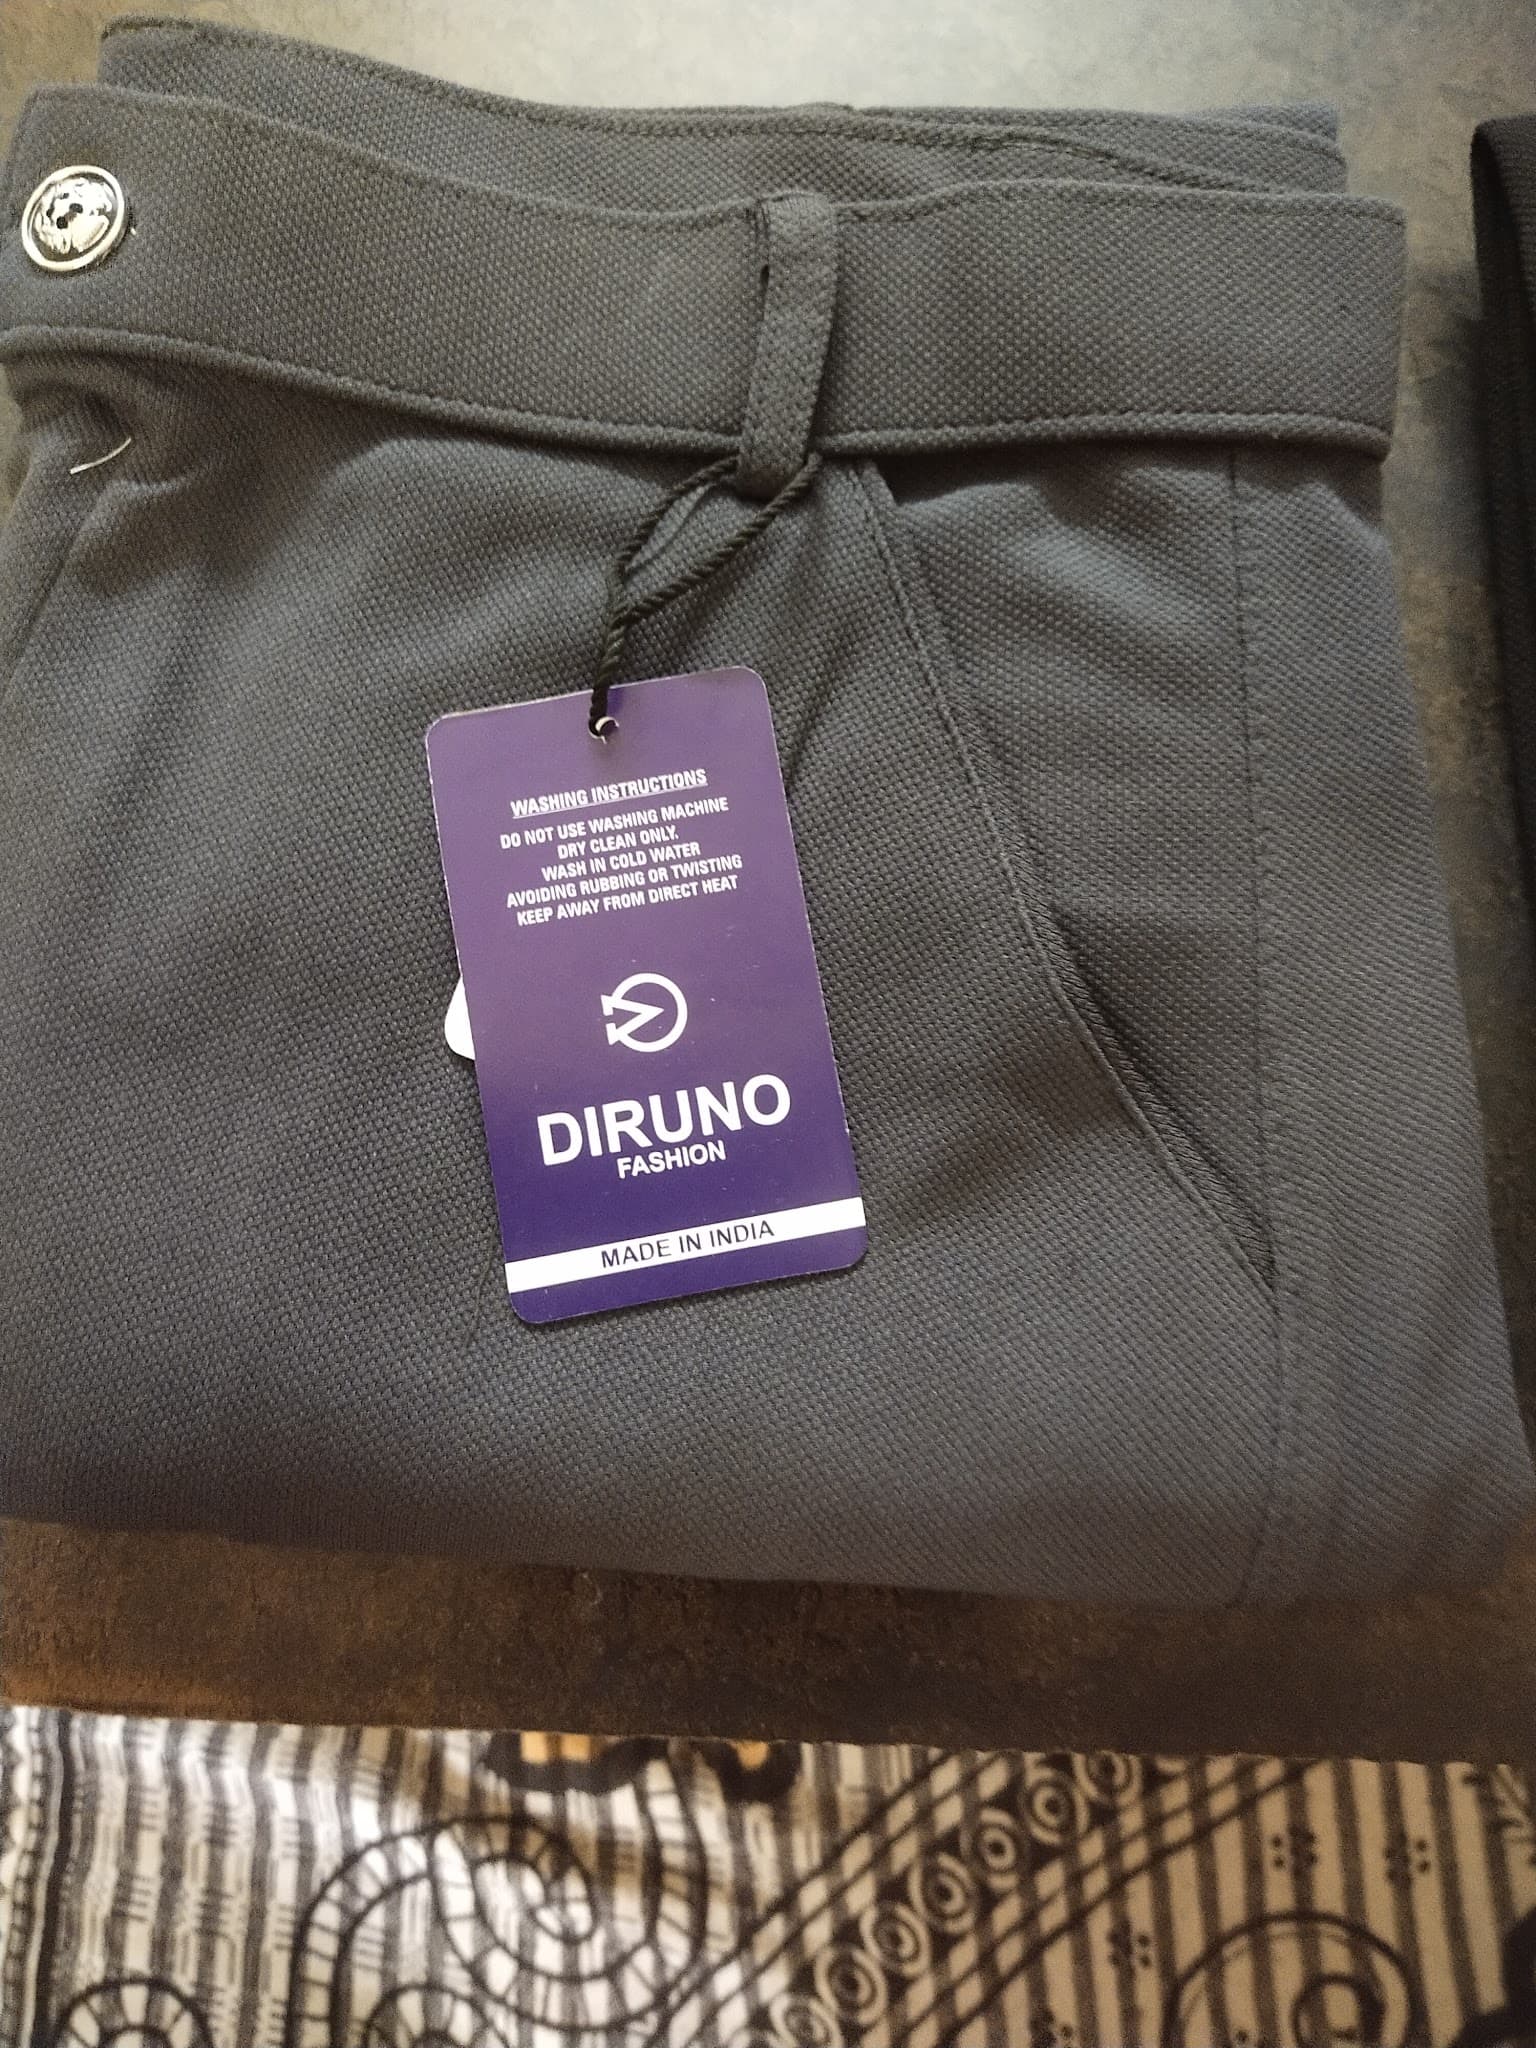 WASHING INSTRUCTIONS
DO NOT USE WASHING MACHINE
DRY CLEAN ONLY.
WASH IN COLD WATER
AVOIDING RUBBING OR TWISTING
KEEP AWAY FROM DIRECT HEAT
DIRUNO
FASHION
MADE IN INDIA